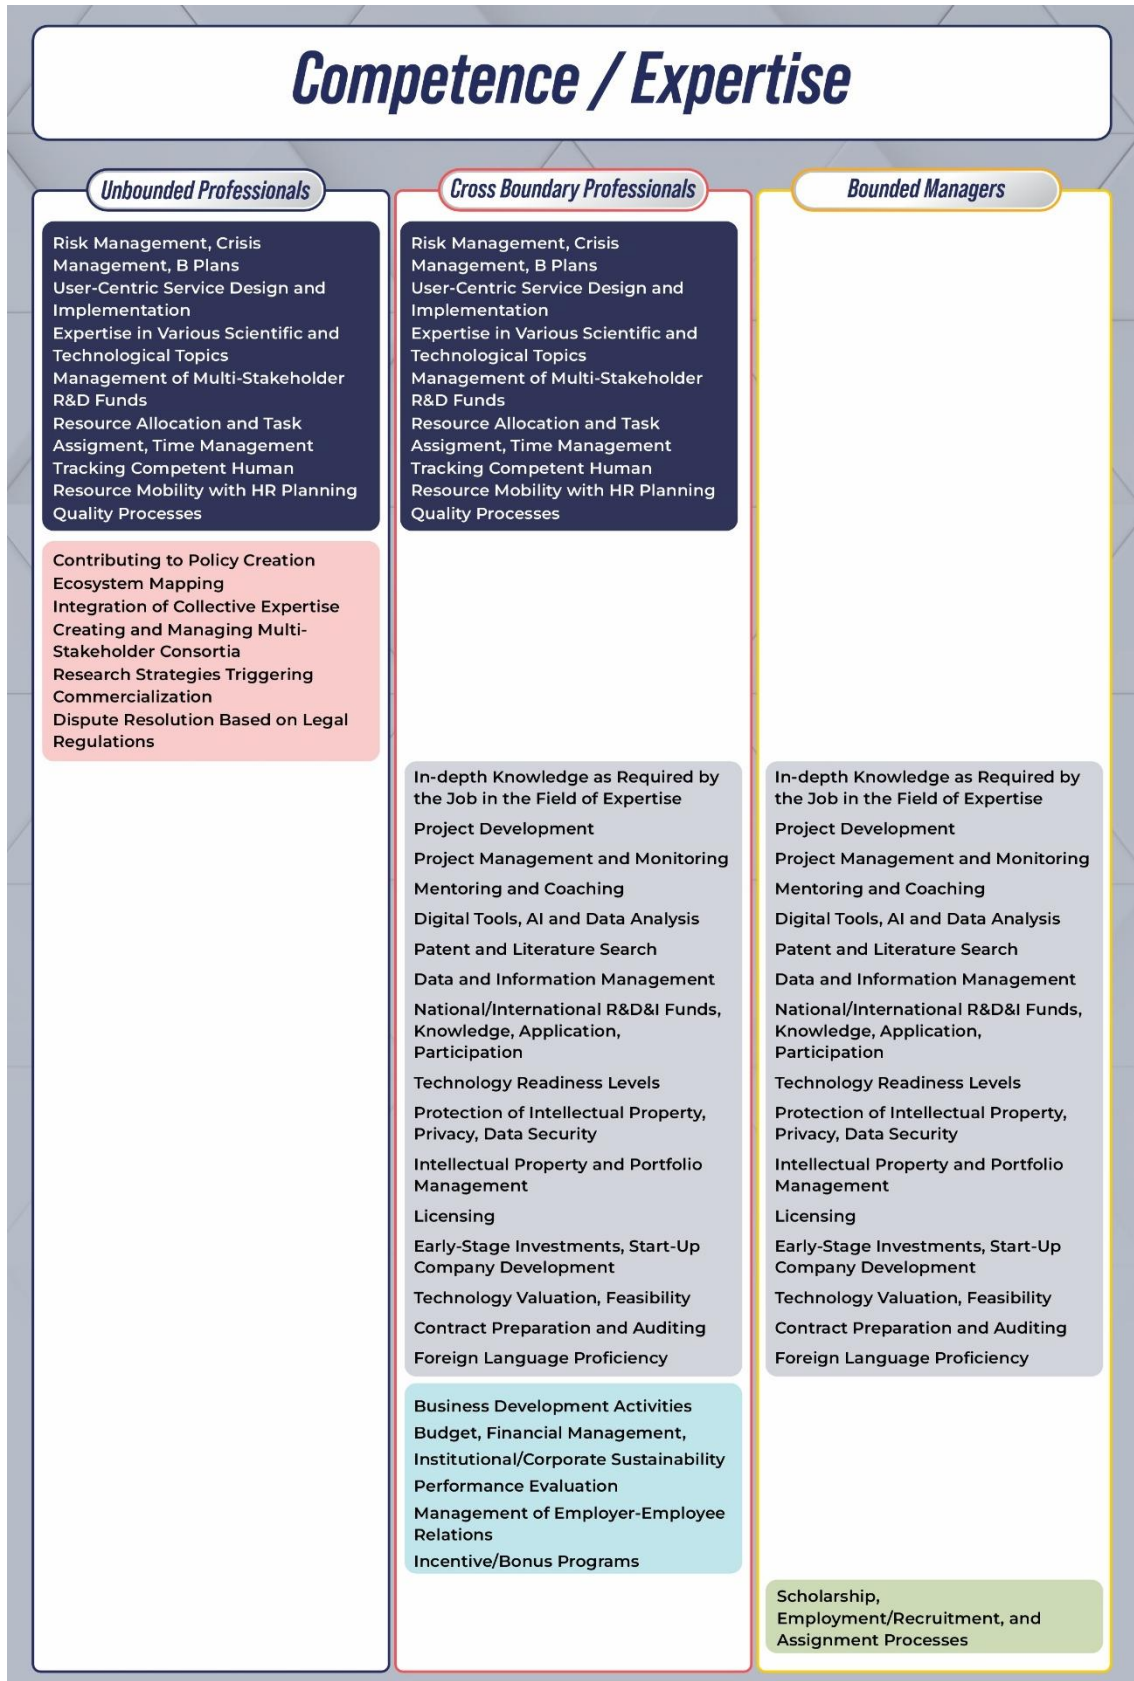 Competence / Expertise
Unbounded Professionals
Risk Management, Crisis
Management, B Plans
User-Centric Service Design and
Implementation
Expertise in Various Scientific and
Technological Topics
Management of Multi-Stakeholder
R&D Funds
Resource Allocation and Task
Assigment, Time Management
Tracking Competent Human
Resource Mobility with HR Planning
Quality Processes
Contributing to Policy Creation
Ecosystem Mapping
Integration of Collective Expertise
Creating and Managing Multi-
Stakeholder Consortia
Research Strategies Triggering
Commercialization
Dispute Resolution Based on Legal
Regulations
Cross Boundary Professionals
Risk Management, Crisis
Management, B Plans
User-Centric Service Design and
Implementation
Expertise in Various Scientific and
Technological Topics
Management of Multi-Stakeholder
R&D Funds
Resource Allocation and Task
Assigment, Time Management
Tracking Competent Human
Resource Mobility with HR Planning
Quality Processes
In-depth Knowledge as Required by
the Job in the Field of Expertise
Project Development
Project Management and Monitoring
Mentoring and Coaching
Digital Tools, AI and Data Analysis
Patent and Literature Search
Data and Information Management
National/International R&D&I Funds,
Knowledge, Application,
Participation
Technology Readiness Levels
Protection of Intellectual Property,
Privacy, Data Security
Intellectual Property and Portfolio
Management
Licensing
Early-Stage Investments, Start-Up
Company Development
Technology Valuation, Feasibility
Contract Preparation and Auditing
Foreign Language Proficiency
Business Development Activities
Budget, Financial Management,
Institutional/Corporate Sustainability
Performance Evaluation
Management of Employer-Employee
Relations
Incentive/Bonus Programs
Bounded Managers
In-depth Knowledge as Required by
the Job in the Field of Expertise
Project Development
Project Management and Monitoring
Mentoring and Coaching
Digital Tools, AI and Data Analysis
Patent and Literature Search
Data and Information Management
National/International R&D&I Funds,
Knowledge, Application,
Participation
Technology Readiness Levels
Protection of Intellectual Property,
Privacy, Data Security
Intellectual Property and Portfolio
Management
Licensing
Early-Stage Investments, Start-Up
Company Development
Technology Valuation, Feasibility
Contract Preparation and Auditing
Foreign Language Proficiency
Scholarship,
Employment/Recruitment, and
Assignment Processes